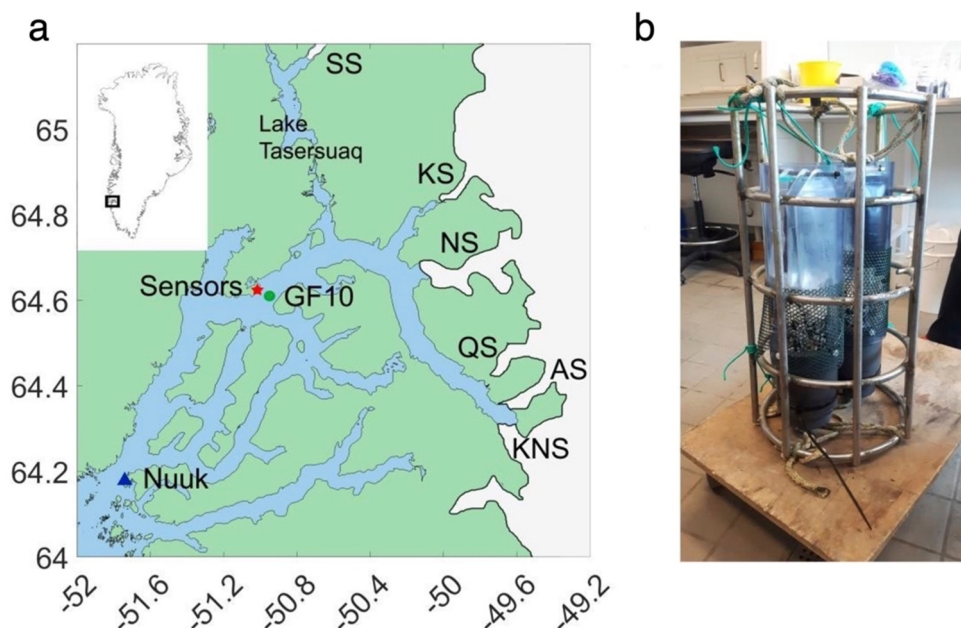 a
b
SS
65
Lake
Tasersuaq
KS
64.8
NS
Sensors
GF10
64.6
QS
AS
64.4
KNS
64.2
Nuuk
64
-52
-51.6
-51.2
-50.8
-50.4
-50
-49.6
-49.2